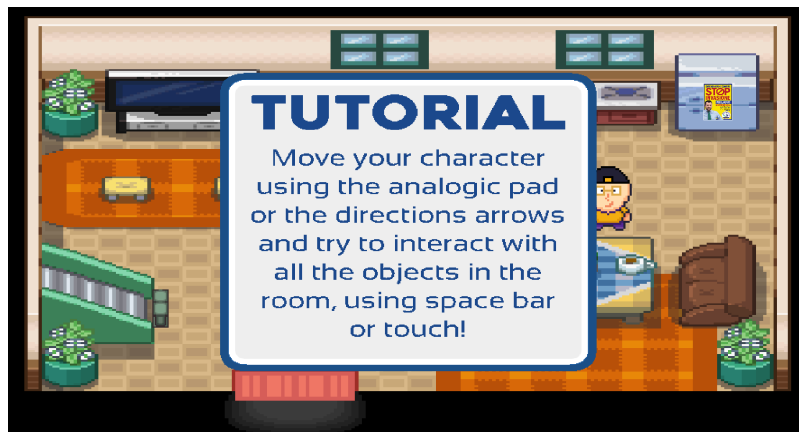 TUTORIAL
Move your character
using the analogic pad
or the directions arrows
and try to interact with
all the objects in the
room, using space bar
or touch!
STOP
INVASIONS